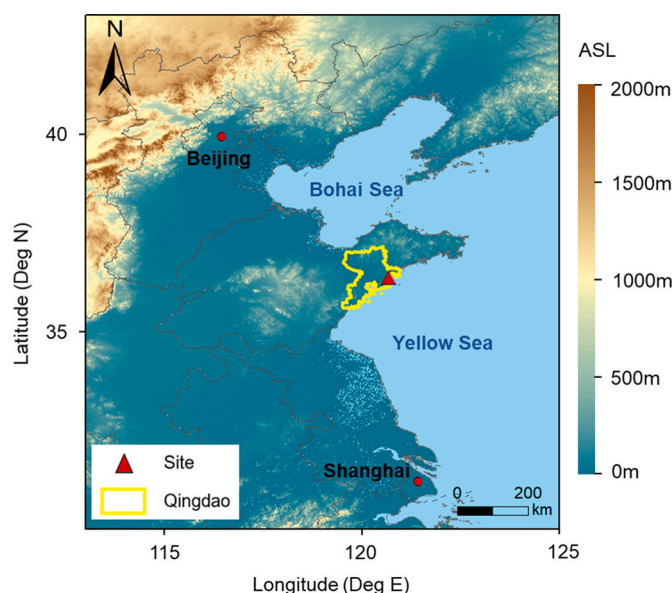 N
ASL
2000m
1500m
1000m
500m
0m
Latitude (Deg N)
40
35
Beijing
Bohai Sea
Yellow Sea
Shanghai
Site
Qingdao
0 200
km
115
120
125
Longitude (Deg E)